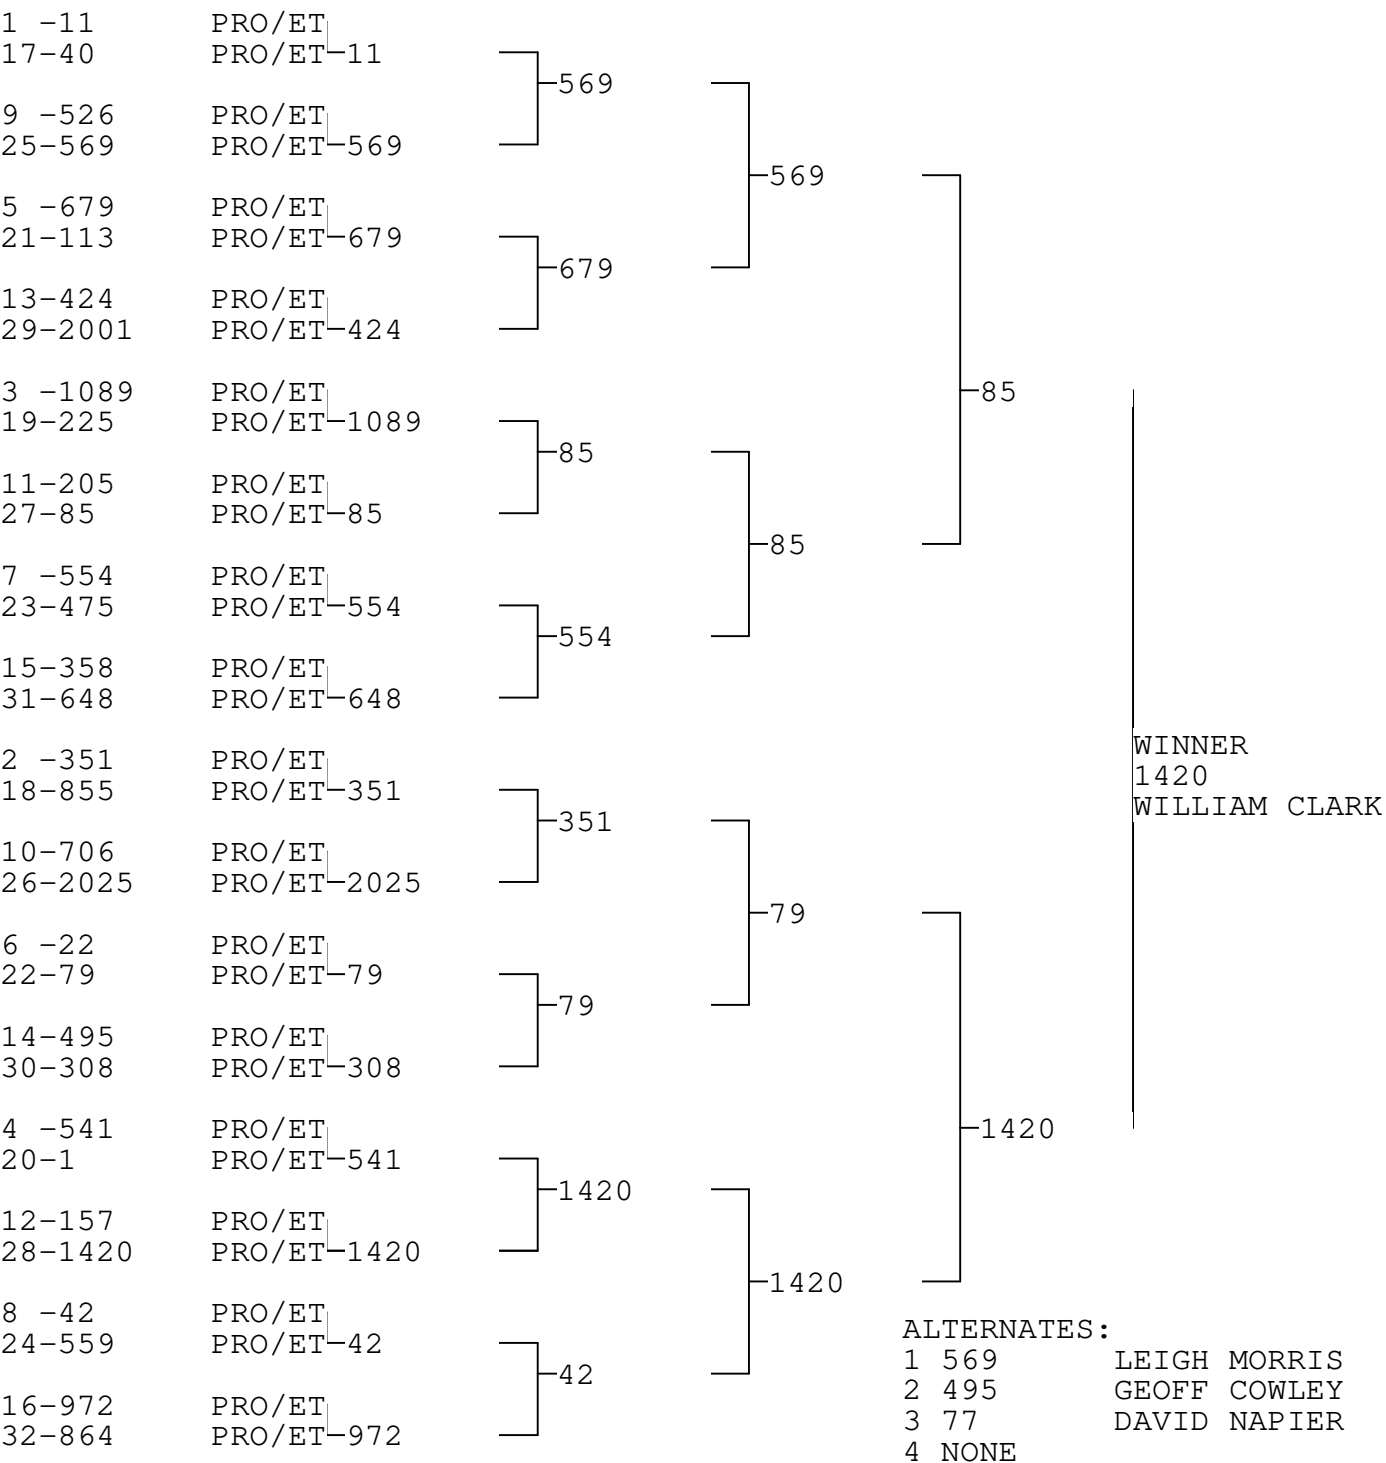 1 -11 PRO/ET
17-40 PRO/ET 11
569
9 -526 PRO/ET
25-569 PRO/ET 569
569
5 -679 PRO/ET
21-113 PRO/ET 679
679
13-424 PRO/ET
29-2001 PRO/ET 424
3 -1089 PRO/ET
85
19-225 PRO/ET 1089
85
11-205 PRO/ET
27-85 PRO/ET 85
85
7 -554 PRO/ET
23-475 PRO/ET 554
554
15-358 PRO/ET
31-648 PRO/ET 648
WINNER
2 -351 PRO/ET
1420
18-855 PRO/ET 351
WILLIAM CLARK
351
10-706 PRO/ET
26-2025 PRO/ET 2025
79
6 -22 PRO/ET
22-79 PRO/ET 79
79
14-495 PRO/ET
30-308 PRO/ET 308
4 -541 PRO/ET
1420
20-1 PRO/ET 541
1420
12-157 PRO/ET
28-1420 PRO/ET 1420
1420
8 -42 PRO/ET
24-559 PRO/ET 42
42
16-972 PRO/ET
32-864 PRO/ET 972
ALTERNATES:
1 569 LEIGH MORRIS
2 495 GEOFF COWLEY
3 77 DAVID NAPIER
4 NONE